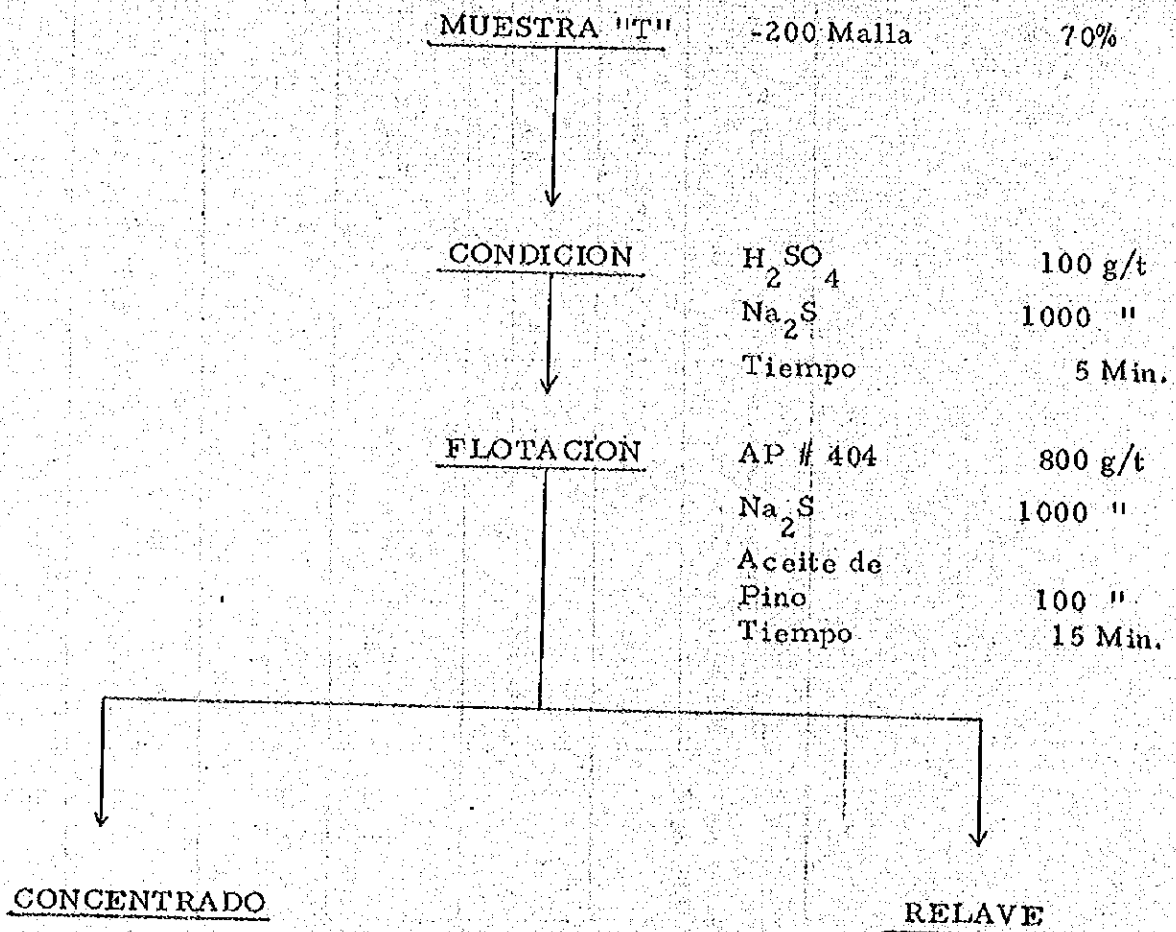 MUESTRA "T" -200 Malla 70%
CONDICION H2SO4 100 g/t
Na2S 1000 "
Tiempo 5 Min.
FLOTACION AP # 404 800 g/t
Na2S 1000 "
Aceite de
Pino 100 "
Tiempo 15 Min.
CONCENTRADO
RELAVE